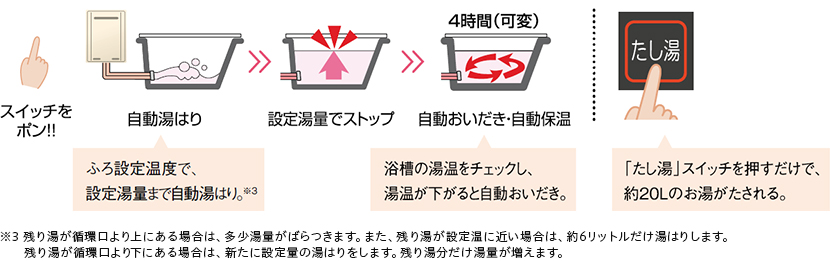 スイッチを
ポン!!
自動湯はり
ふろ設定温度で、
設定湯量まで自動湯はり。※3
設定湯量でストップ
4時間(可変)
自動おいだき・自動保温
浴槽の湯温をチェックし、
湯温が下がると自動おいだき。
たし湯
「たし湯」スイッチを押すだけで、
約20Lのお湯がたされる。
※3 残り湯が循環口より上にある場合は、多少湯量がばらつきます。また、残り湯が設定温に近い場合は、約6リットルだけ湯はりします。
残り湯が循環口より下にある場合は、新たに設定量の湯はりをします。残り湯分だけ湯量が増えます。